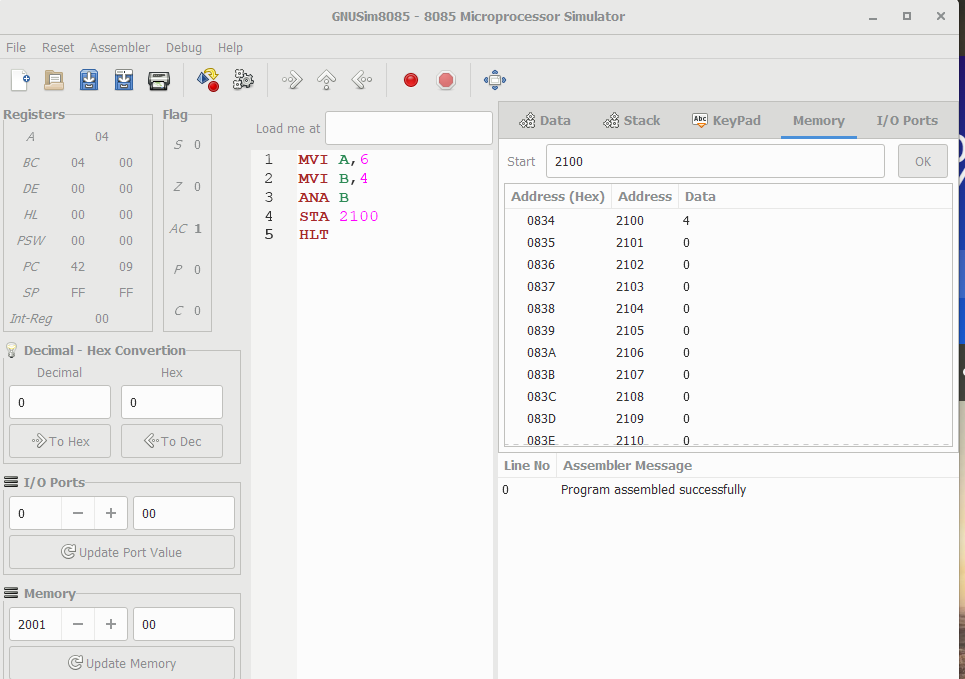 GNUSim8085 - 8085 Microprocessor Simulator
File Reset Assembler Debug Help
Registers
A 04
BC 04 00
DE 00 00
HL 00 00
PSW 00 00
PC 42 09
SP FF FF
Int-Reg 00
Flag
S 0
Z 0
AC 1
P 0
C 0
Decimal - Hex Convertion
Decimal Hex
0 0
To Hex To Dec
I/O Ports
0 − + 00
Update Port Value
Memory
2001 − + 00
Update Memory
Load me at
1 MVI A,6
2 MVI B,4
3 ANA B
4 STA 2100
5 HLT
Data Stack Abc KeyPad Memory I/O Ports
Start 2100 OK
Address (Hex) Address Data
0834 2100 4
0835 2101 0
0836 2102 0
0837 2103 0
0838 2104 0
0839 2105 0
083A 2106 0
083B 2107 0
083C 2108 0
083D 2109 0
083E 2110 0
Line No Assembler Message
0 Program assembled successfully